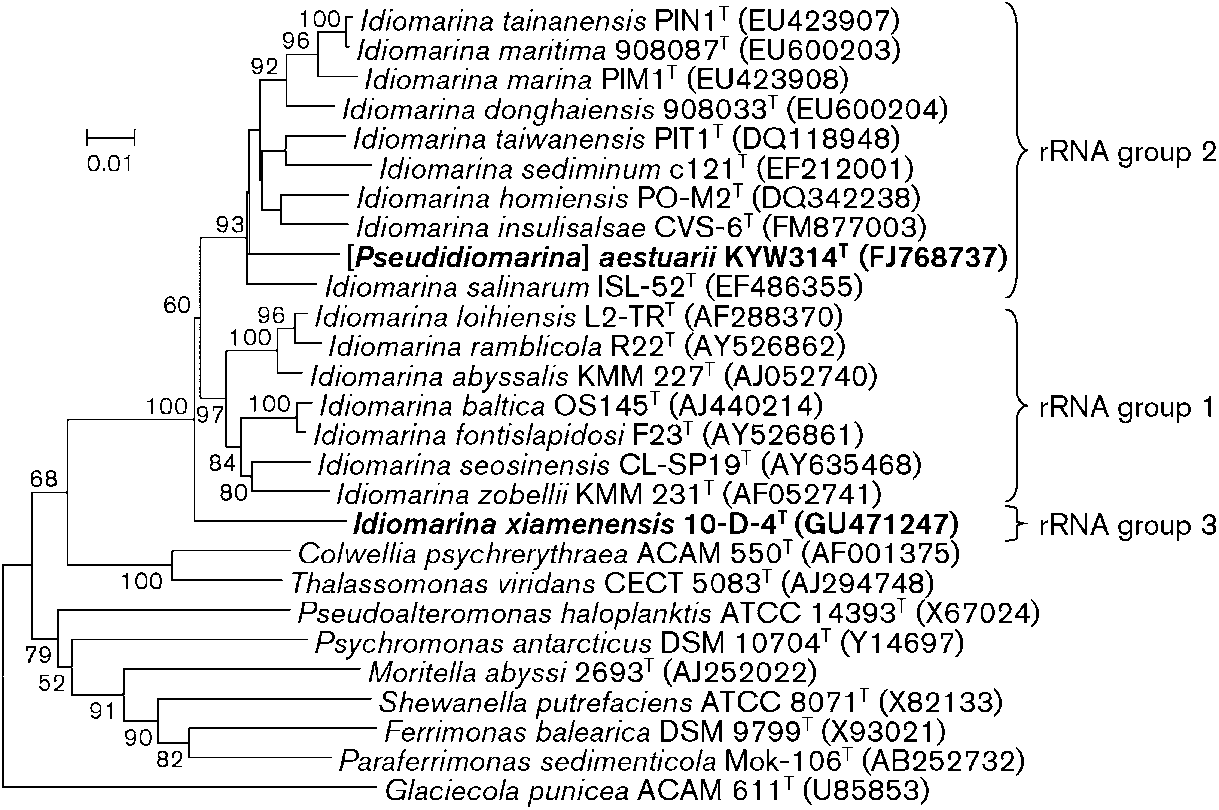 100 Idiomarina tainanensis PIN1ᵀ (EU423907)
96 Idiomarina maritima 908087ᵀ (EU600203)
92 Idiomarina marina PIM1ᵀ (EU423908)
Idiomarina donghaiensis 908033ᵀ (EU600204)
0.01
Idiomarina taiwanensis PIT1ᵀ (DQ118948)
rRNA group 2
Idiomarina sediminum c121ᵀ (EF212001)
Idiomarina homiensis PO-M2ᵀ (DQ342238)
93 Idiomarina insulisalsae CVS-6ᵀ (FM877003)
[Pseudidiomarina] aestuarii KYW314ᵀ (FJ768737)
Idiomarina salinarum ISL-52ᵀ (EF486355)
60
96 Idiomarina loihiensis L2-TRᵀ (AF288370)
100 Idiomarina ramblicola R22ᵀ (AY526862)
Idiomarina abyssalis KMM 227ᵀ (AJ052740)
100 97 100 Idiomarina baltica OS145ᵀ (AJ440214)
rRNA group 1
Idiomarina fontislapidosi F23ᵀ (AY526861)
84 Idiomarina seosinensis CL-SP19ᵀ (AY635468)
68
80 Idiomarina zobellii KMM 231ᵀ (AF052741)
Idiomarina xiamenensis 10-D-4ᵀ (GU471247)
rRNA group 3
Colwellia psychrerythraea ACAM 550ᵀ (AF001375)
100 Thalassomonas viridans CECT 5083ᵀ (AJ294748)
Pseudoalteromonas haloplanktis ATCC 14393ᵀ (X67024)
79 Psychromonas antarcticus DSM 10704ᵀ (Y14697)
52 Moritella abyssi 2693ᵀ (AJ252022)
91 Shewanella putrefaciens ATCC 8071ᵀ (X82133)
90 Ferrimonas balearica DSM 9799ᵀ (X93021)
82 Paraferrimonas sedimenticola Mok-106ᵀ (AB252732)
Glaciecola punicea ACAM 611ᵀ (U85853)